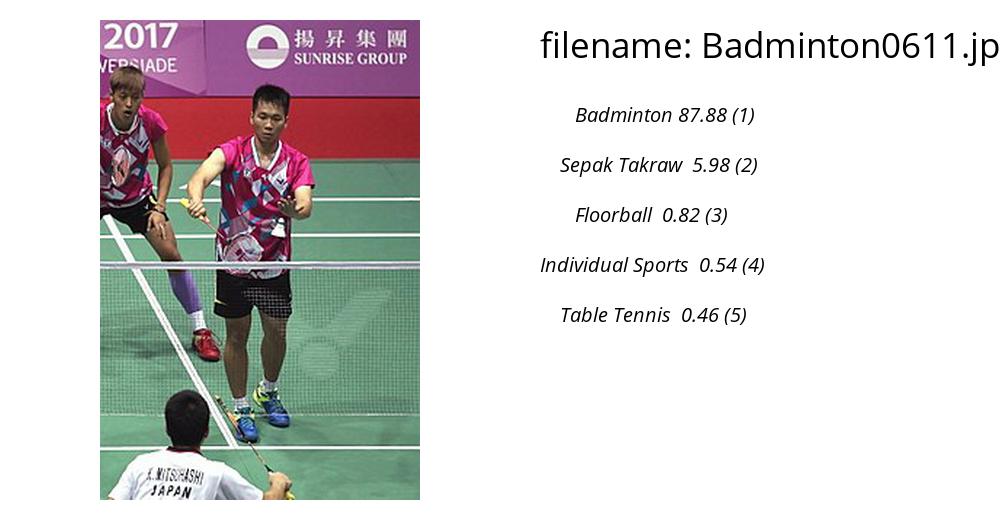 2017
VERSIADE
揚昇集團
SUNRISE GROUP
K.MITSUHASHI
JAPAN
filename: Badminton0611.jp
Badminton 87.88 (1)
Sepak Takraw 5.98 (2)
Floorball 0.82 (3)
Individual Sports 0.54 (4)
Table Tennis 0.46 (5)